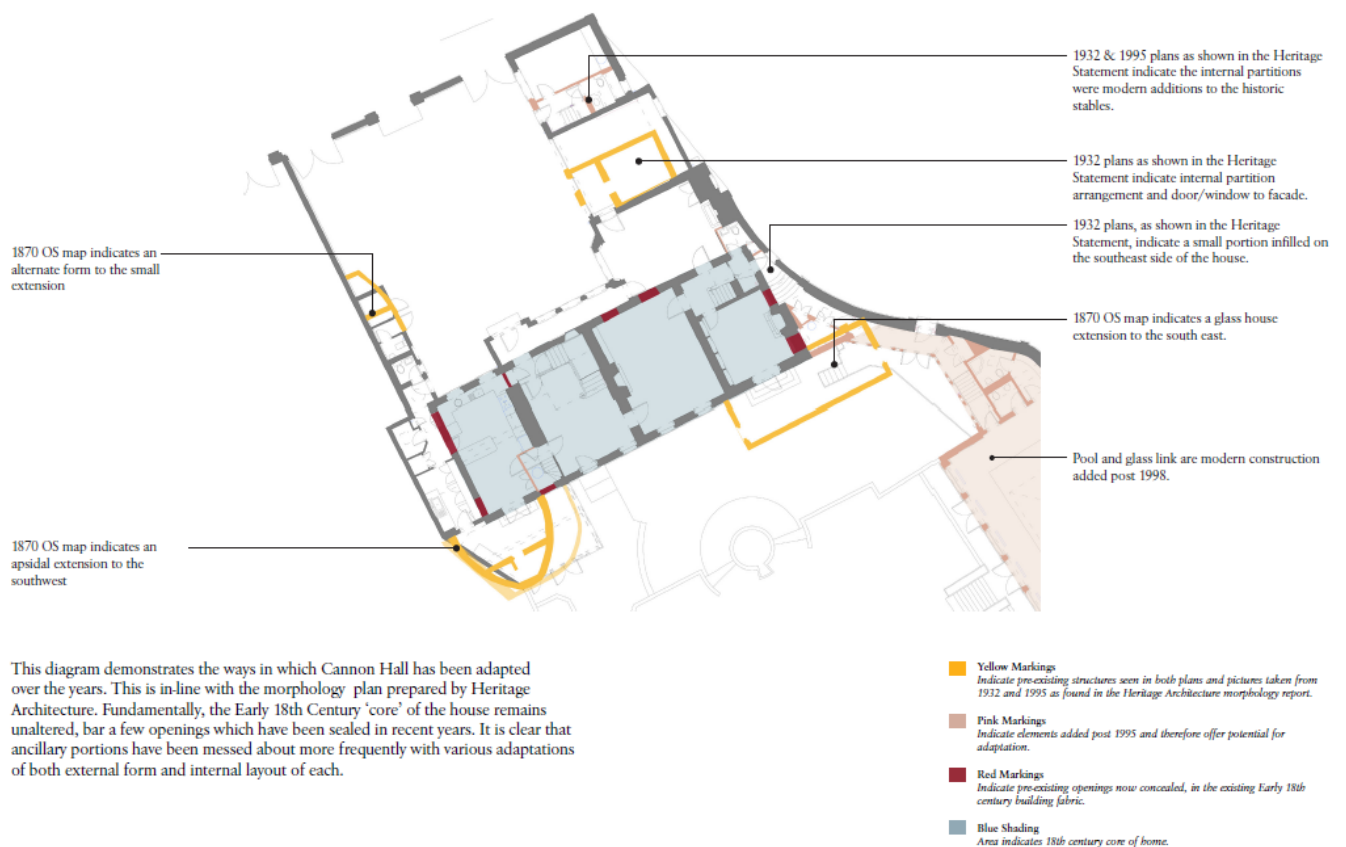 1932 & 1995 plans as shown in the Heritage
Statement indicate the internal partitions
were modern additions to the historic
stables.
1932 plans as shown in the Heritage
Statement indicate internal partition
arrangement and door/window to facade.
1932 plans, as shown in the Heritage
Statement, indicate a small portion infilled on
the southeast side of the house.
1870 OS map indicates an
alternate form to the small
extension
1870 OS map indicates a glass house
extension to the south east.
Pool and glass link are modern construction
added post 1998.
1870 OS map indicates an
apsidal extension to the
southwest
This diagram demonstrates the ways in which Cannon Hall has been adapted
over the years. This is in-line with the morphology plan prepared by Heritage
Architecture. Fundamentally, the Early 18th Century ‘core’ of the house remains
unaltered, bar a few openings which have been sealed in recent years. It is clear that
ancillary portions have been messed about more frequently with various adaptations
of both external form and internal layout of each.
Yellow Markings
Indicate pre-existing structures seen in both plans and pictures taken from
1932 and 1995 as found in the Heritage Architecture morphology report.
Pink Markings
Indicate elements added post 1995 and therefore offer potential for
adaptation.
Red Markings
Indicate pre-existing openings now concealed, in the existing Early 18th
century building fabric.
Blue Shading
Area indicates 18th century core of home.